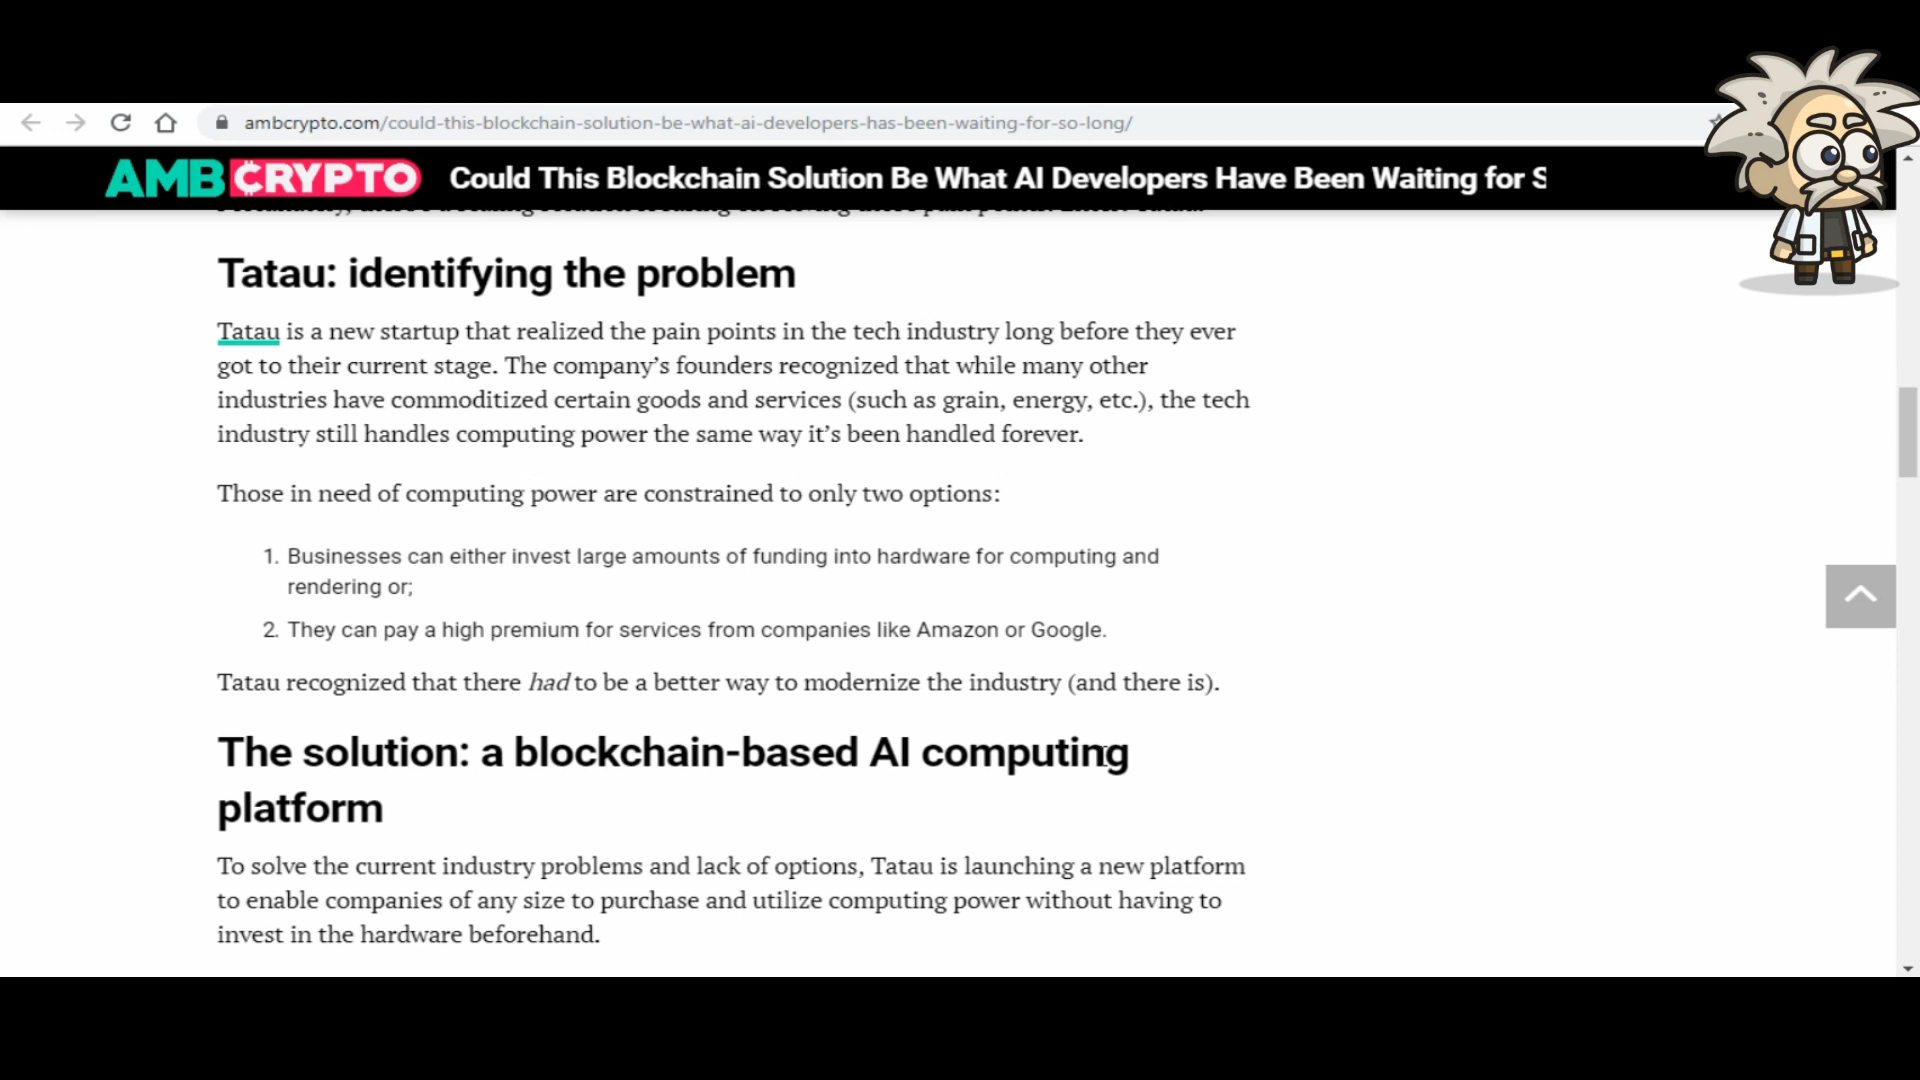 ambcrypto.com/could-this-blockchain-solution-be-what-ai-developers-has-been-waiting-for-so-long/
AMBCRYPTO Could This Blockchain Solution Be What AI Developers Have Been Waiting for S
Tatau: identifying the problem
Tatau is a new startup that realized the pain points in the tech industry long before they ever
got to their current stage. The company’s founders recognized that while many other
industries have commoditized certain goods and services (such as grain, energy, etc.), the tech
industry still handles computing power the same way it’s been handled forever.
Those in need of computing power are constrained to only two options:
1. Businesses can either invest large amounts of funding into hardware for computing and
rendering or;
2. They can pay a high premium for services from companies like Amazon or Google.
Tatau recognized that there had to be a better way to modernize the industry (and there is).
The solution: a blockchain-based AI computing
platform
To solve the current industry problems and lack of options, Tatau is launching a new platform
to enable companies of any size to purchase and utilize computing power without having to
invest in the hardware beforehand.